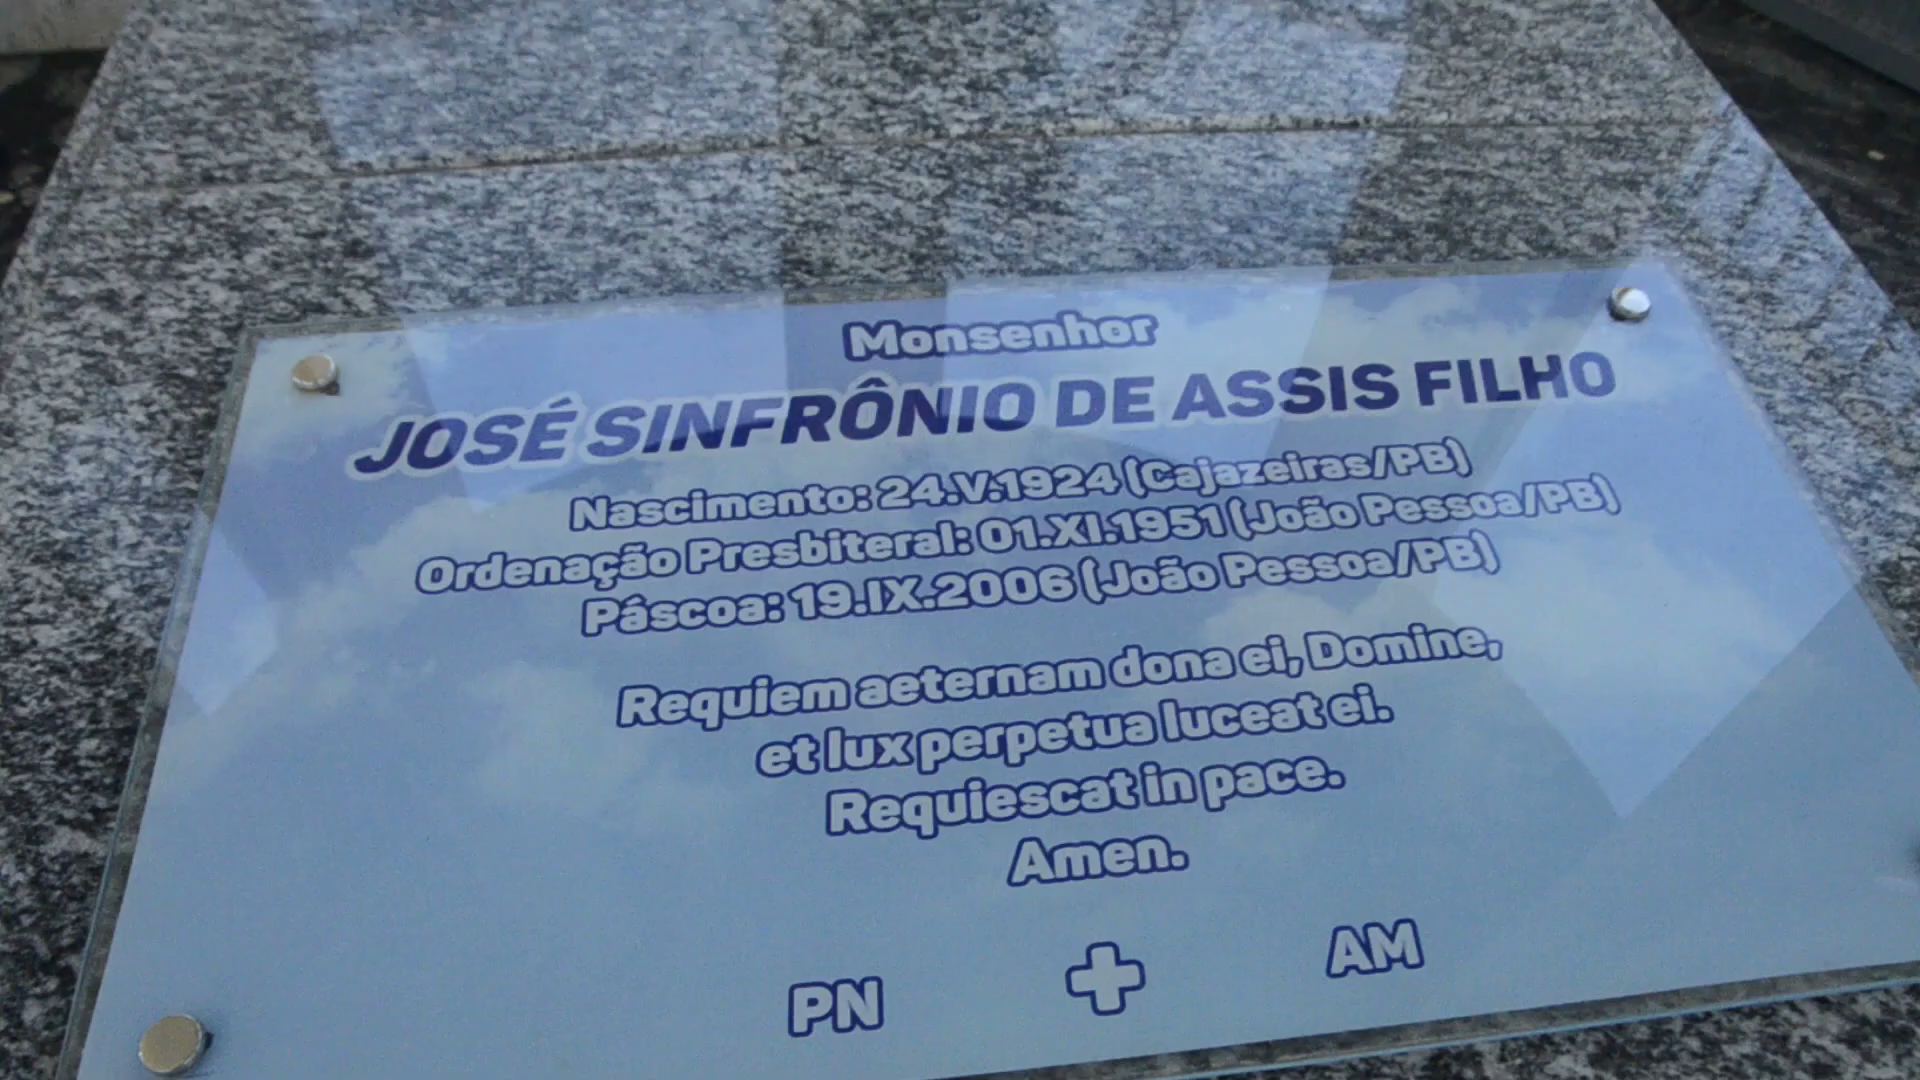 Monsenhor
JOSÉ SINFRÔNIO DE ASSIS FILHO
Nascimento: 24.V.1924 (Cajazeiras/PB)
Ordenação Presbiteral: 01.XI.1951 (João Pessoa/PB)
Páscoa: 19.IX.2006 (João Pessoa/PB)
Requiem aeternam dona ei, Domine,
et lux perpetua luceat ei.
Requiescat in pace.
Amen.
PN + AM